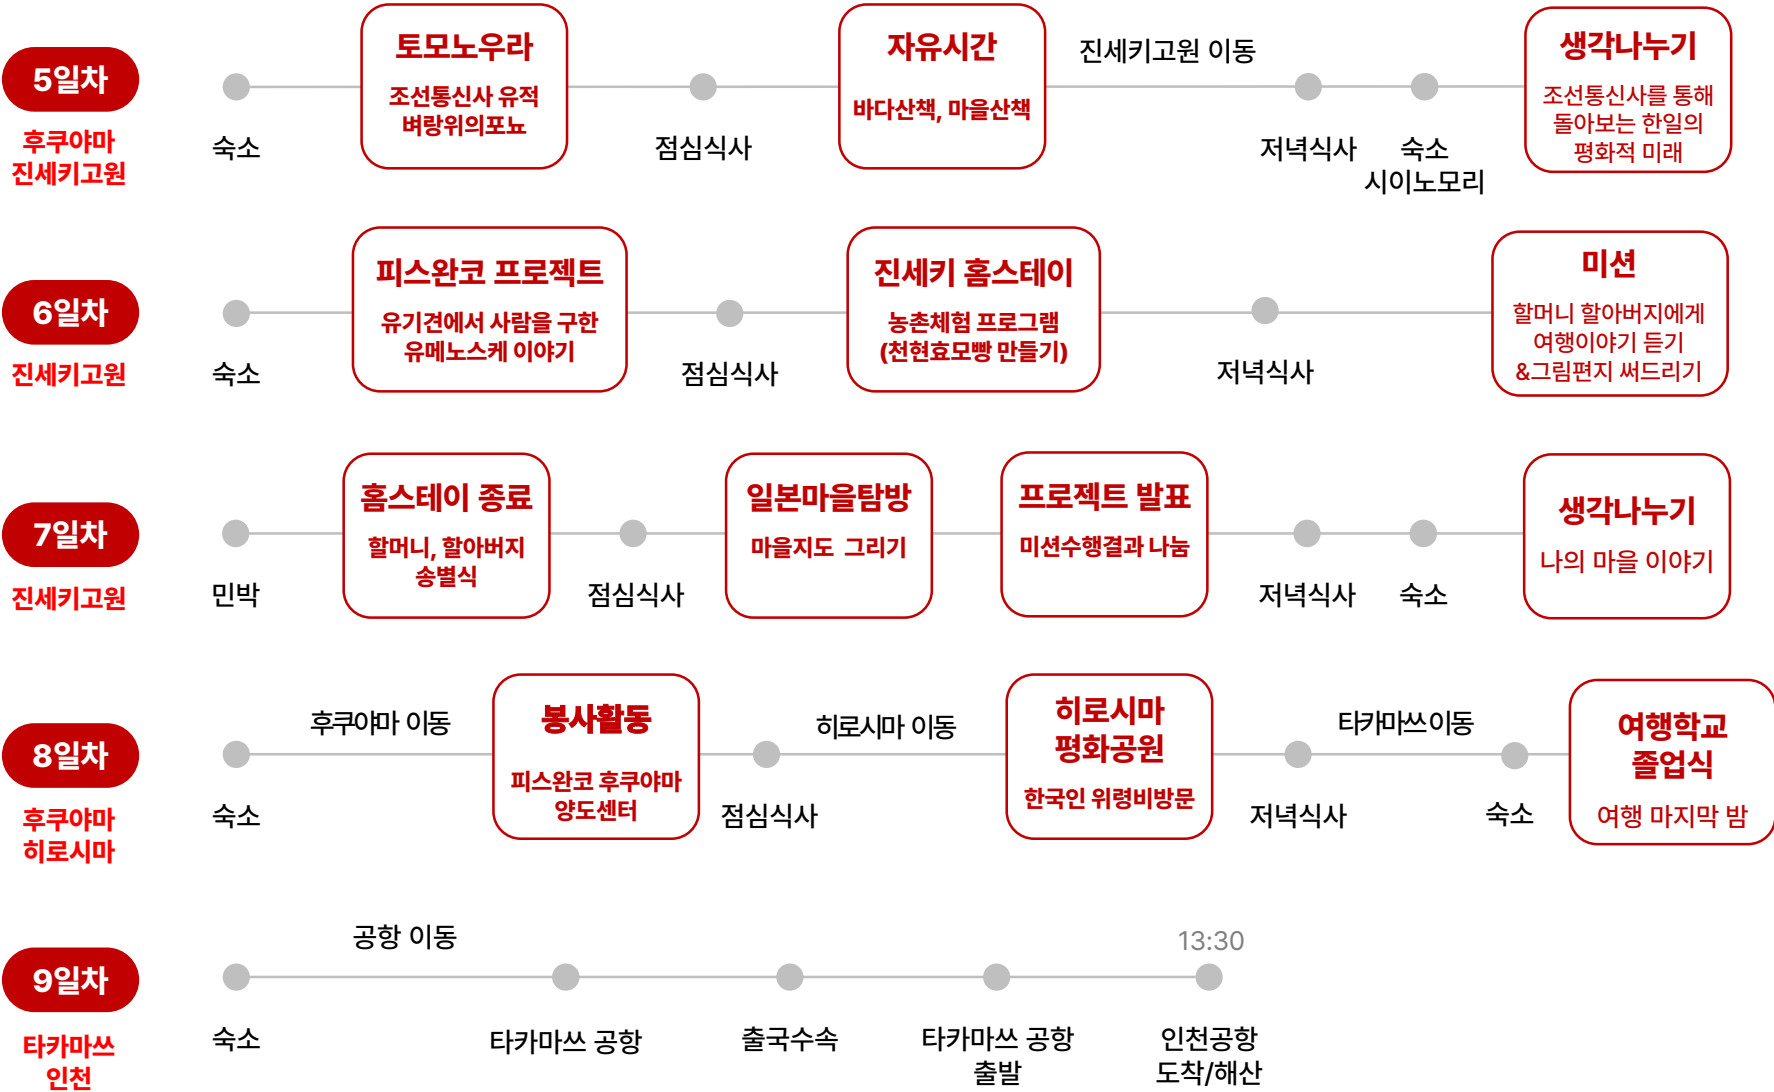 5일차
후쿠야마
진세키고원
숙소
토모노우라
조선통신사 유적
벼랑위의포뇨
점심식사
자유시간
바다산책, 마을산책
진세키고원 이동
저녁식사
숙소
시이노모리
생각나누기
조선통신사를 통해
돌아보는 한일의
평화적 미래
6일차
진세키고원
숙소
피스완코 프로젝트
유기견에서 사람을 구한
유메노스케 이야기
점심식사
진세키 홈스테이
농촌체험 프로그램
(천현효모빵 만들기)
저녁식사
미션
할머니 할아버지에게
여행이야기 듣기
&그림편지 써드리기
7일차
진세키고원
민박
홈스테이 종료
할머니, 할아버지
송별식
점심식사
일본마을탐방
마을지도 그리기
프로젝트 발표
미션수행결과 나눔
저녁식사
숙소
생각나누기
나의 마을 이야기
8일차
후쿠야마
히로시마
숙소
후쿠야마 이동
봉사활동
피스완코 후쿠야마
양도센터
점심식사
히로시마 이동
히로시마
평화공원
한국인 위령비방문
저녁식사
타카마쓰이동
숙소
여행학교
졸업식
여행 마지막 밤
9일차
타카마쓰
인천
숙소
공항 이동
타카마쓰 공항
출국수속
타카마쓰 공항
출발
13:30
인천공항
도착/해산